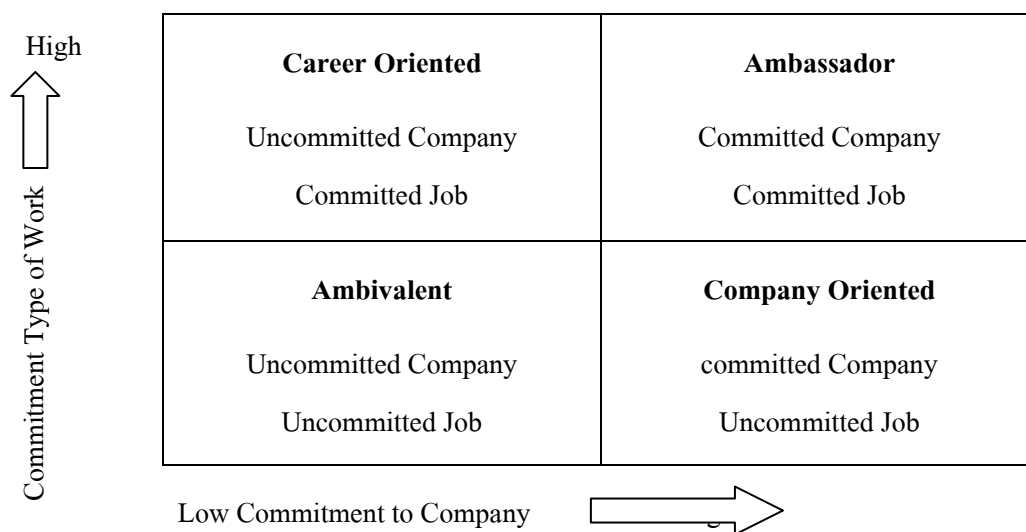 High
Career Oriented
Uncommitted Company
Committed Job
Ambassador
Committed Company
Committed Job
Commitment Type of Work
Ambivalent
Uncommitted Company
Uncommitted Job
Company Oriented
committed Company
Uncommitted Job
Low Commitment to Company